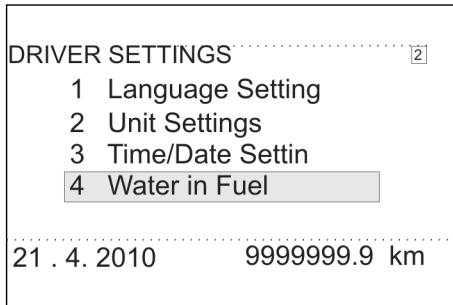 DRIVER SETTINGS 2
1 Language Setting
2 Unit Settings
3 Time/Date Settin
4 Water in Fuel
21 . 4. 2010 9999999.9 km